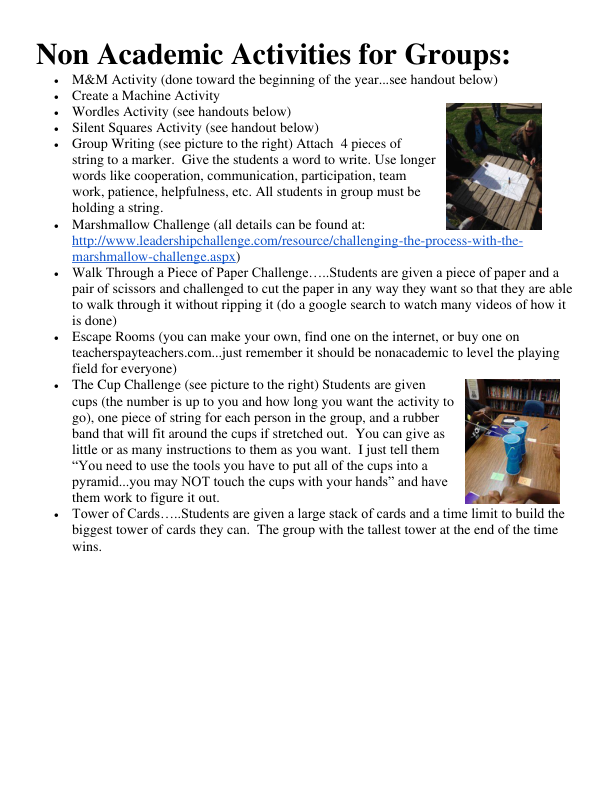 Non Academic Activities for Groups:
• M&M Activity (done toward the beginning of the year...see handout below)
• Create a Machine Activity
• Wordles Activity (see handouts below)
• Silent Squares Activity (see handout below)
• Group Writing (see picture to the right) Attach  4 pieces of
string to a marker.  Give the students a word to write. Use longer
words like cooperation, communication, participation, team
work, patience, helpfulness, etc. All students in group must be
holding a string.
• Marshmallow Challenge (all details can be found at:
http://www.leadershipchallenge.com/resource/challenging-the-process-with-the-
marshmallow-challenge.aspx)
• Walk Through a Piece of Paper Challenge…..Students are given a piece of paper and a
pair of scissors and challenged to cut the paper in any way they want so that they are able
to walk through it without ripping it (do a google search to watch many videos of how it
is done)
• Escape Rooms (you can make your own, find one on the internet, or buy one on
teacherspayteachers.com...just remember it should be nonacademic to level the playing
field for everyone)
• The Cup Challenge (see picture to the right) Students are given
cups (the number is up to you and how long you want the activity to
go), one piece of string for each person in the group, and a rubber
band that will fit around the cups if stretched out.  You can give as
little or as many instructions to them as you want.  I just tell them
“You need to use the tools you have to put all of the cups into a
pyramid...you may NOT touch the cups with your hands” and have
them work to figure it out.
• Tower of Cards…..Students are given a large stack of cards and a time limit to build the
biggest tower of cards they can.  The group with the tallest tower at the end of the time
wins.